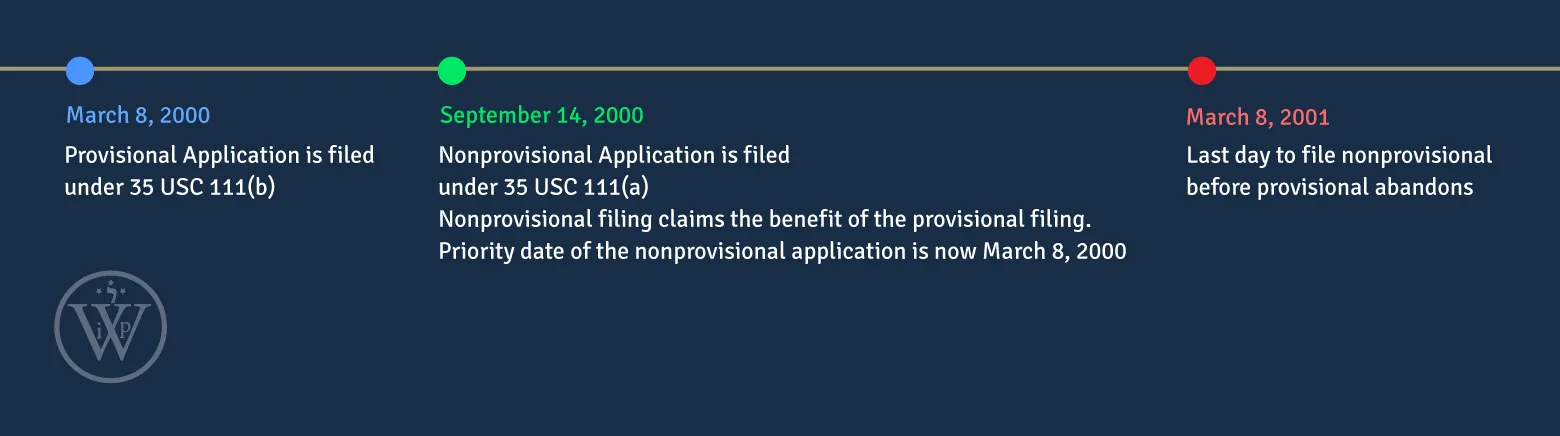 March 8, 2000
Provisional Application is filed
under 35 USC 111(b)
September 14, 2000
Nonprovisional Application is filed
under 35 USC 111(a)
Nonprovisional filing claims the benefit of the provisional filing.
Priority date of the nonprovisional application is now March 8, 2000
March 8, 2001
Last day to file nonprovisional
before provisional abandons
W
ip